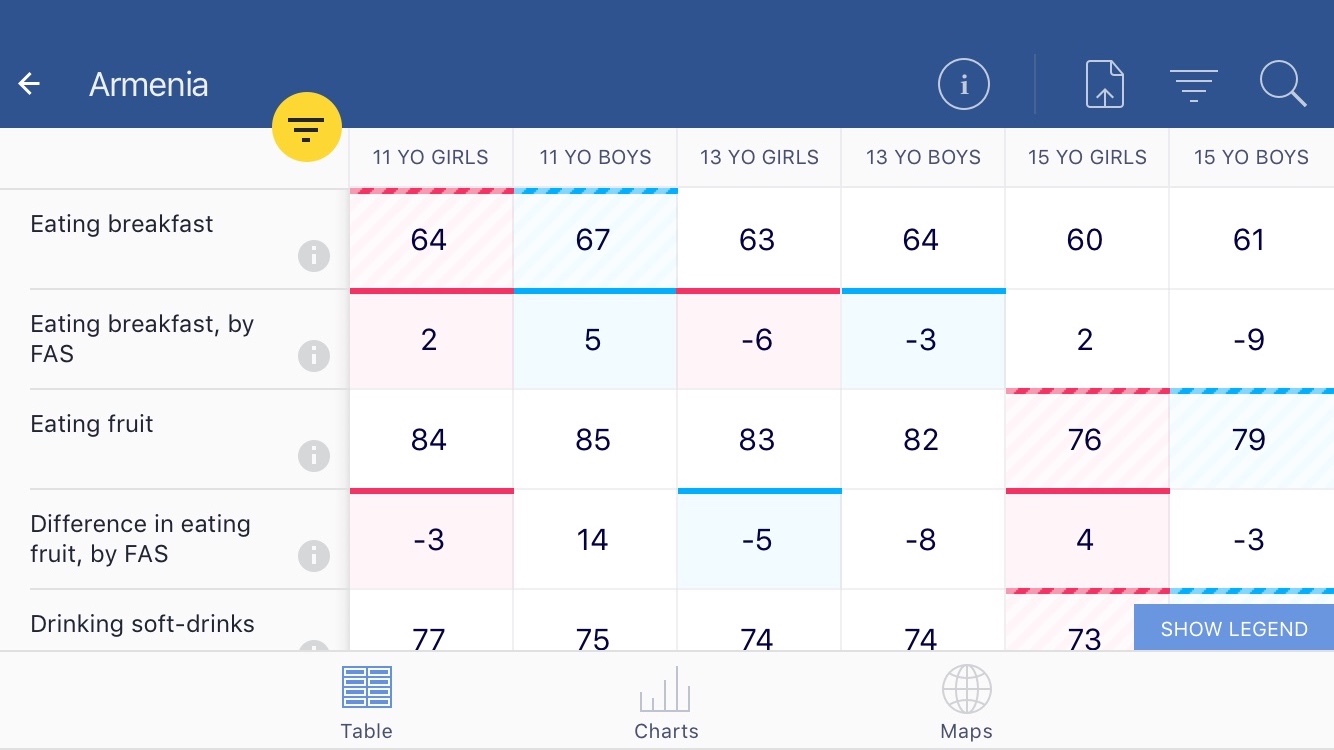 Armenia
11 YO GIRLS 11 YO BOYS 13 YO GIRLS 13 YO BOYS 15 YO GIRLS 15 YO BOYS
Eating breakfast 64 67 63 64 60 61
Eating breakfast, by
FAS 2 5 -6 -3 2 -9
Eating fruit 84 85 83 82 76 79
Difference in eating
fruit, by FAS -3 14 -5 -8 4 -3
Drinking soft-drinks 77 75 74 74 73
SHOW LEGEND
Table Charts Maps